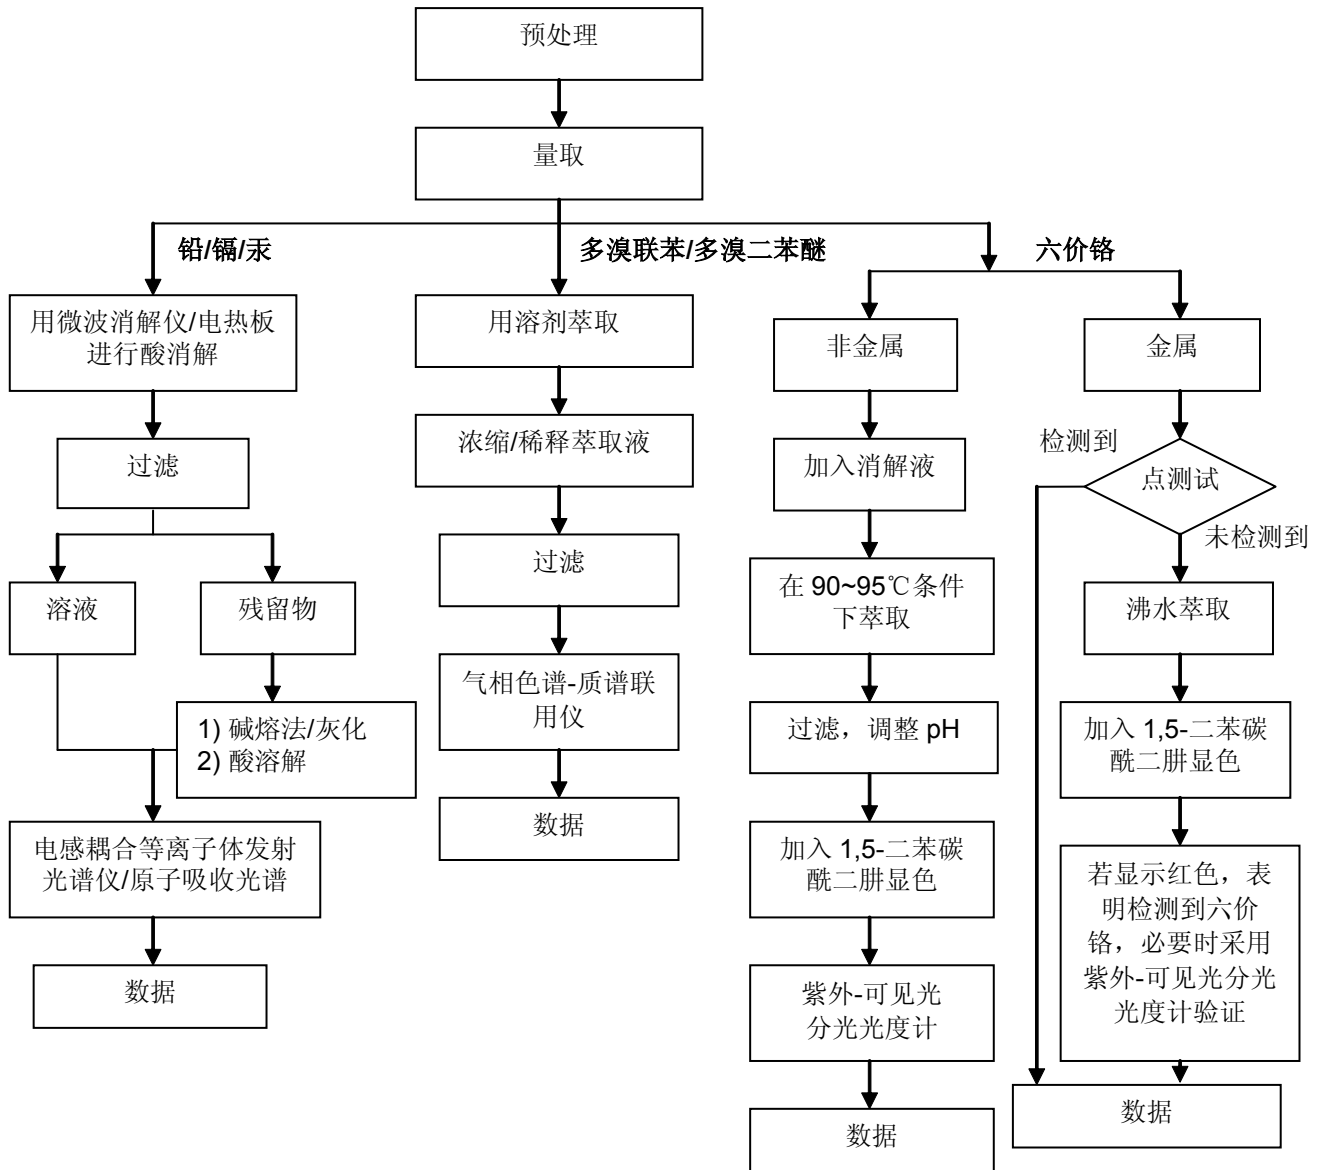 预处理
量取
铅/镉/汞
多溴联苯/多溴二苯醚
六价铬
用微波消解仪/电热板
进行酸消解
过滤
溶液
残留物
1) 碱熔法/灰化
2) 酸溶解
电感耦合等离子体发射
光谱仪/原子吸收光谱
数据
用溶剂萃取
浓缩/稀释萃取液
过滤
气相色谱-质谱联
用仪
数据
非金属
加入消解液
在 90~95℃条件
下萃取
过滤，调整 pH
加入 1,5-二苯碳
酰二肼显色
紫外-可见光
分光光度计
数据
金属
检测到
点测试
未检测到
沸水萃取
加入 1,5-二苯碳
酰二肼显色
若显示红色，表
明检测到六价
铬，必要时采用
紫外-可见光分光
光度计验证
数据